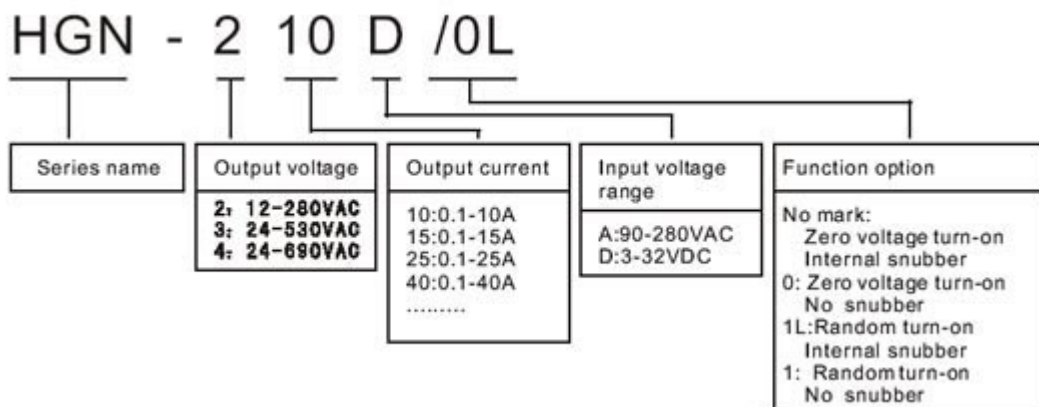 HGN - 2 10 D /0L
Series name
Output voltage
2: 12-280VAC
3: 24-530VAC
4: 24-690VAC
Output current
10:0.1-10A
15:0.1-15A
25:0.1-25A
40:0.1-40A
.........
Input voltage
range
A:90-280VAC
D:3-32VDC
Function option
No mark:
Zero voltage turn-on
Internal snubber
0: Zero voltage turn-on
No snubber
1L:Random turn-on
Internal snubber
1: Random turn-on
No snubber